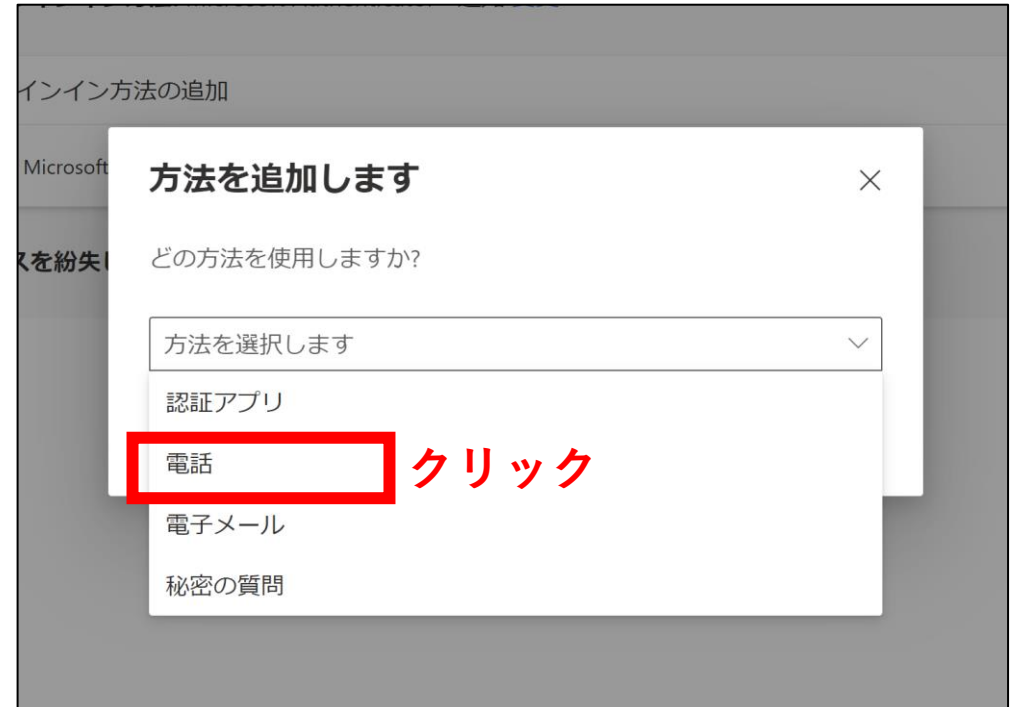 インイン方法の追加
Microsoft
方法を追加します
スを紛失し
どの方法を使用しますか?
方法を選択します
認証アプリ
電話
クリック
電子メール
秘密の質問